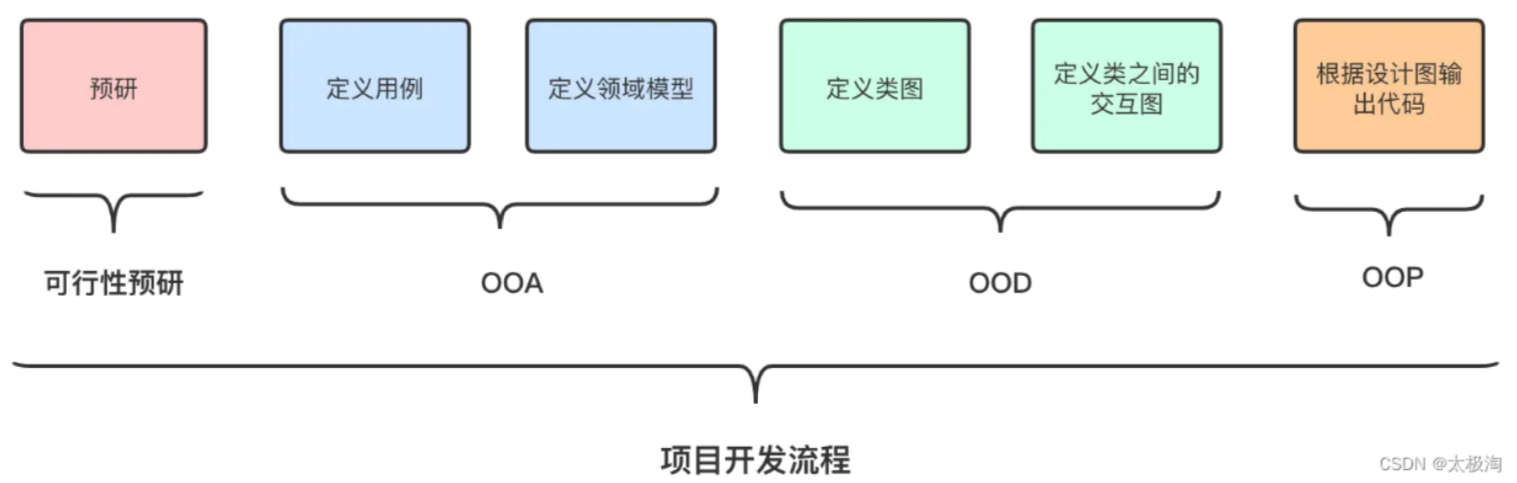 预研
定义用例
定义领域模型
定义类图
定义类之间的
交互图
根据设计图输
出代码
可行性预研
OOA
OOD
OOP
项目开发流程
CSDN @太极淘